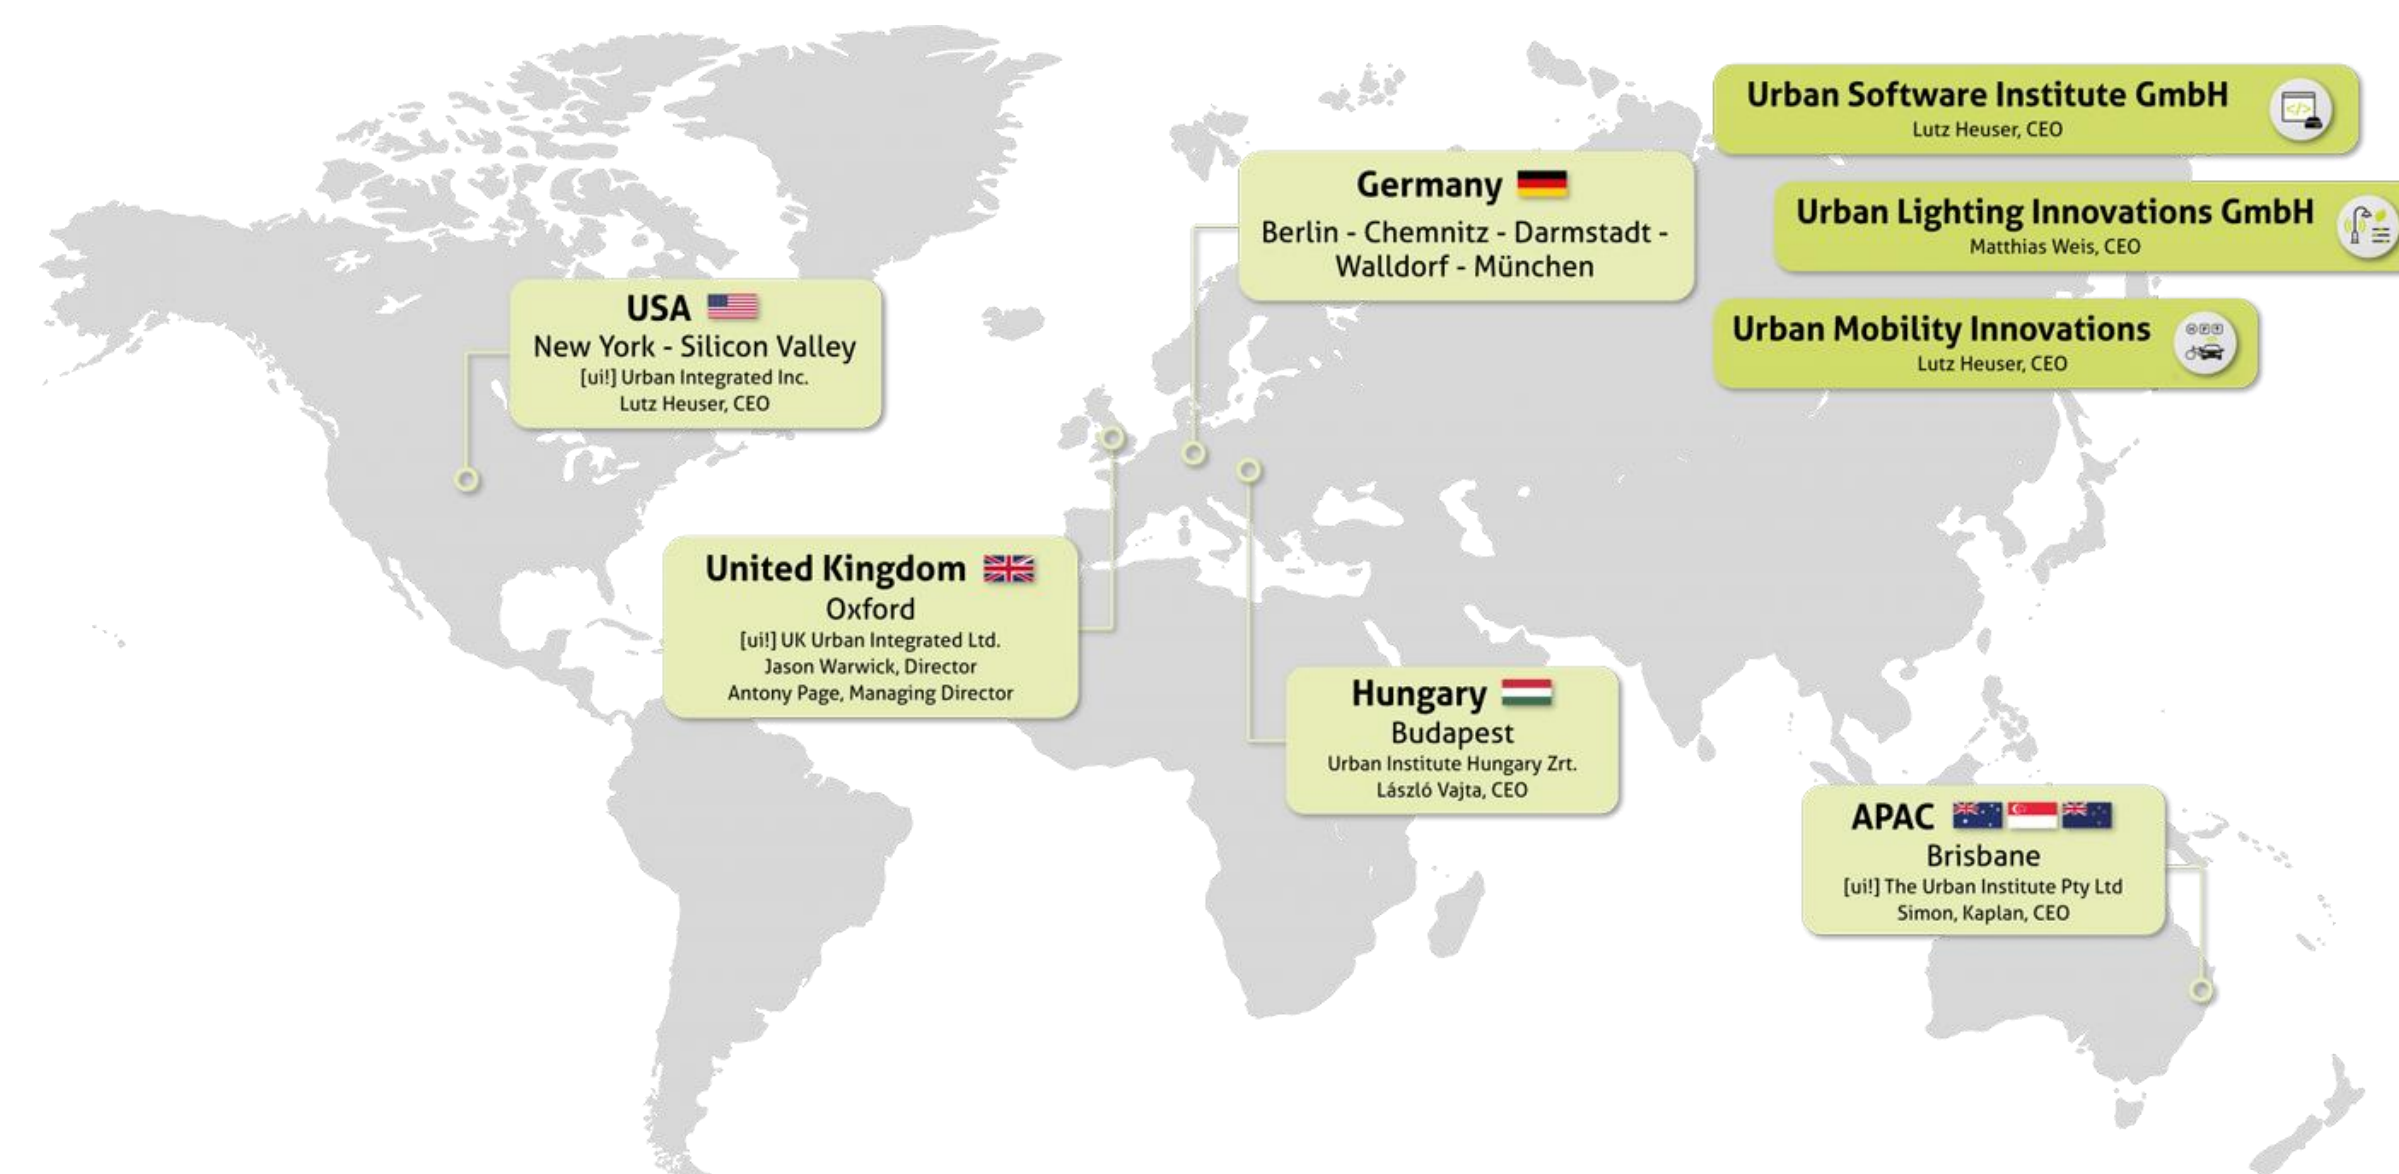 Urban Software Institute GmbH
Lutz Heuser, CEO
Germany
Berlin - Chemnitz - Darmstadt -
Walldorf - München
Urban Lighting Innovations GmbH
Matthias Weis, CEO
Urban Mobility Innovations
Lutz Heuser, CEO
USA
New York - Silicon Valley
[ui!] Urban Integrated Inc.
Lutz Heuser, CEO
United Kingdom
Oxford
[ui!] UK Urban Integrated Ltd.
Jason Warwick, Director
Antony Page, Managing Director
Hungary
Budapest
Urban Institute Hungary Zrt.
László Vajta, CEO
APAC
Brisbane
[ui!] The Urban Institute Pty Ltd
Simon, Kaplan, CEO